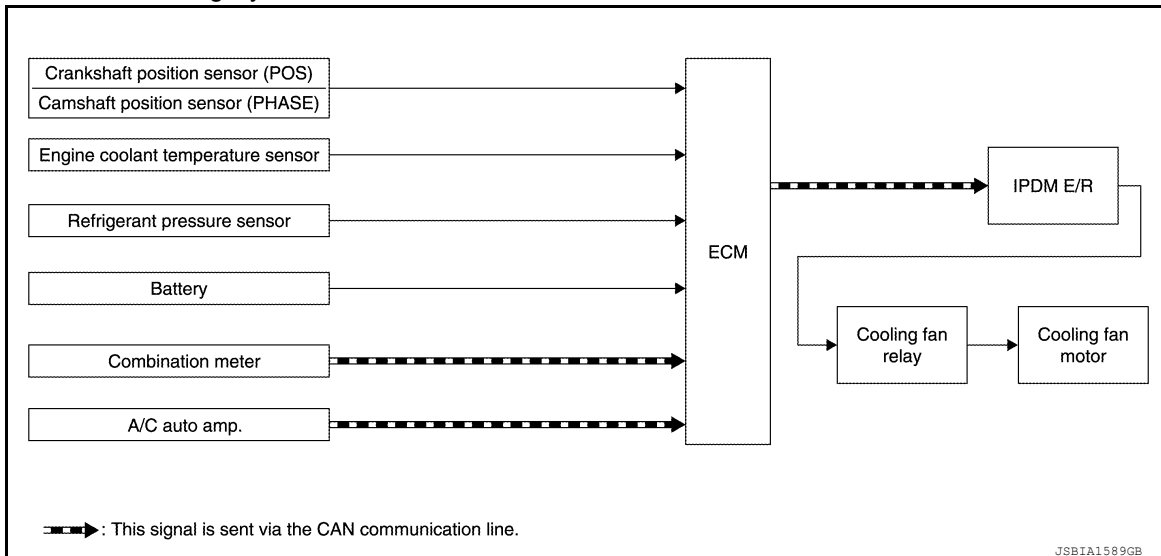 Crankshaft position sensor (POS)
Camshaft position sensor (PHASE)
Engine coolant temperature sensor
Refrigerant pressure sensor
Battery
Combination meter
A/C auto amp.
ECM
IPDM E/R
Cooling fan
relay
Cooling fan
motor
: This signal is sent via the CAN communication line.
JSBIA1589GB